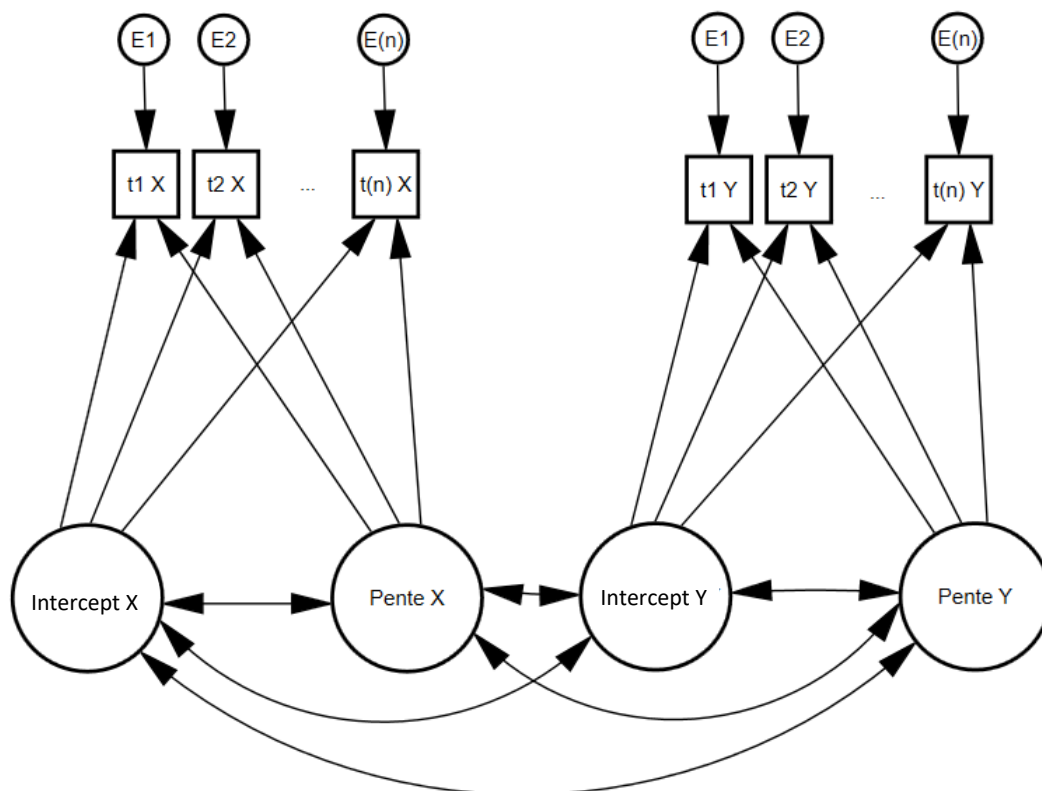 E1 E2 E(n) E1 E2 E(n)
t1 X t2 X ... t(n) X t1 Y t2 Y ... t(n) Y
Intercept X Pente X Intercept Y Pente Y